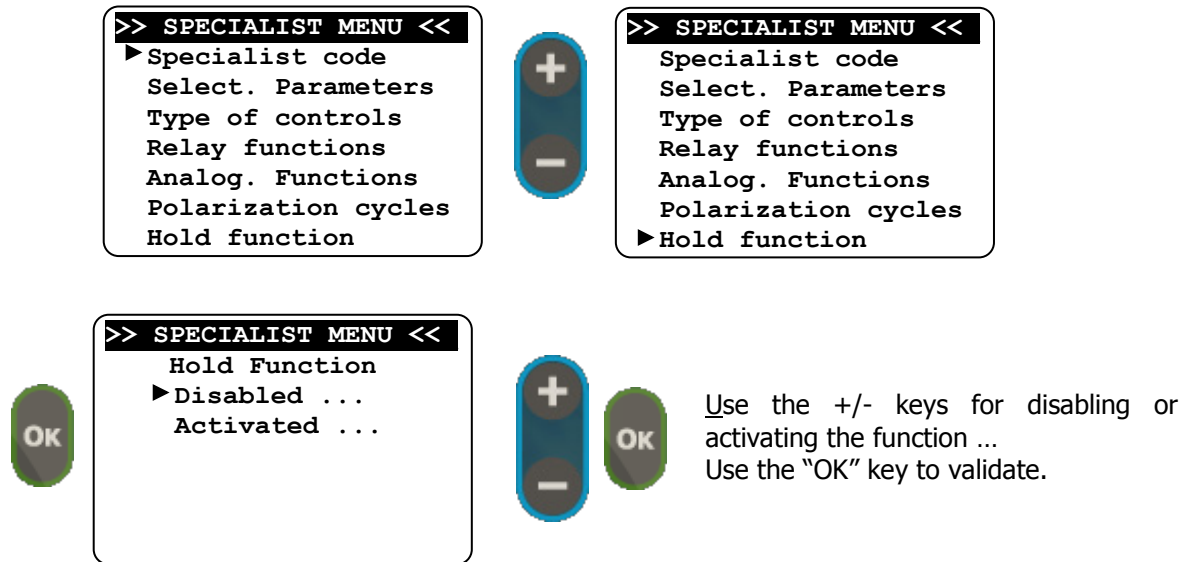 >> SPECIALIST MENU <<
►Specialist code
Select. Parameters
Type of controls
Relay functions
Analog. Functions
Polarization cycles
Hold function
+
−
>> SPECIALIST MENU <<
Specialist code
Select. Parameters
Type of controls
Relay functions
Analog. Functions
Polarization cycles
►Hold function
OK
>> SPECIALIST MENU <<
Hold Function
►Disabled ...
Activated ...
+
−
OK
Use the +/- keys for disabling or
activating the function …
Use the “OK” key to validate.